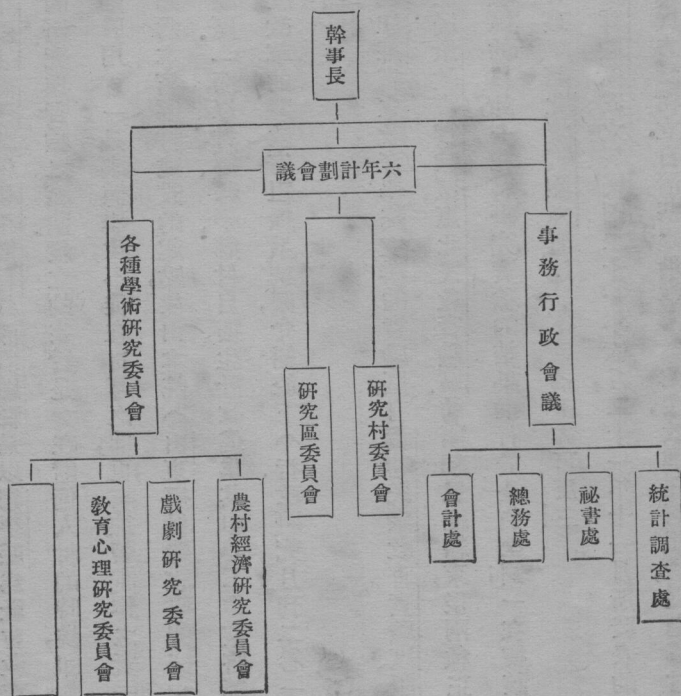 幹事長
六年計劃會議
事務行政會議
統計調查處
祕書處
總務處
會計處
研究村委員會
研究區委員會
各種學術研究委員會
農村經濟研究委員會
戲劇研究委員會
敎育心理研究委員會